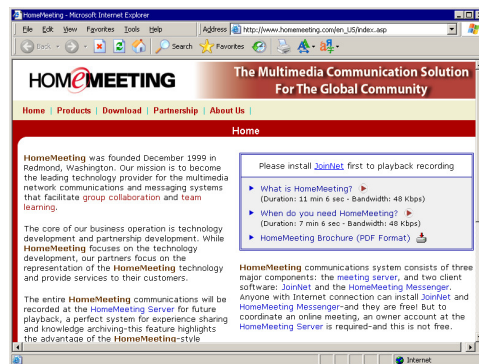 HomeMeeting - Microsoft Internet Explorer
File Edit View Favorites Tools Help Address http://www.homemeeting.com/en_US/index.asp
Back Search Favorites
HOMEMEETING
The Multimedia Communication Solution
For The Global Community
Home | Products | Download | Partnership | About Us |
Home
HomeMeeting was founded December 1999 in
Redmond, Washington. Our mission is to become
the leading technology provider for the multimedia
network communications and messaging systems
that facilitate group collaboration and team
learning.
The core of our business operation is technology
development and partnership development. While
HomeMeeting focuses on the technology
development, our partners focus on the
representation of the HomeMeeting technology
and provide services to their customers.
The entire HomeMeeting communications will be
recorded at the HomeMeeting Server for future
playback, a perfect system for experience sharing
and knowledge archiving-this feature highlights
the advantage of the HomeMeeting-style
Please install JoinNet first to playback recording
What is HomeMeeting?
(Duration: 11 min 6 sec - Bandwidth: 48 Kbps)
When do you need HomeMeeting?
(Duration: 7 min 6 sec - Bandwidth: 48 Kbps)
HomeMeeting Brochure (PDF Format)
HomeMeeting communications system consists of three
major components: the meeting server, and two client
software: JoinNet and the HomeMeeting Messenger.
Anyone with Internet connection can install JoinNet and
HomeMeeting Messenger-and they are free! But to
coordinate an online meeting, an owner account at the
HomeMeeting Server is required-and this is not free.
Internet